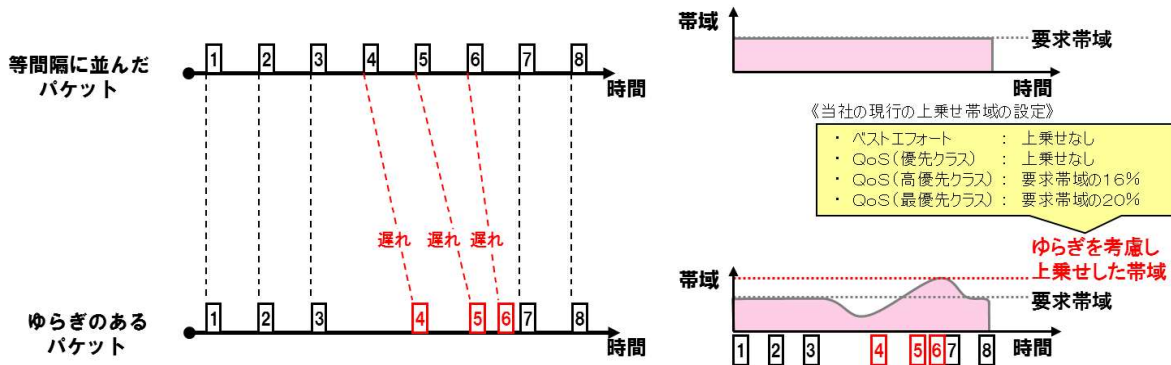 等間隔に並んだ
パケット
1 2 3 4 5 6 7 8
時間
遅れ 遅れ 遅れ
ゆらぎのある
パケット
1 2 3 4 5 6 7 8
時間
帯域
要求帯域
時間
《当社の現行の上乗せ帯域の設定》
・ ベストエフォート ： 上乗せなし
・ QoS（優先クラス） ： 上乗せなし
・ QoS（高優先クラス）： 要求帯域の16%
・ QoS（最優先クラス）： 要求帯域の20%
ゆらぎを考慮し
上乗せした帯域
帯域
要求帯域
1 2 3 4 5 6 7 8
時間